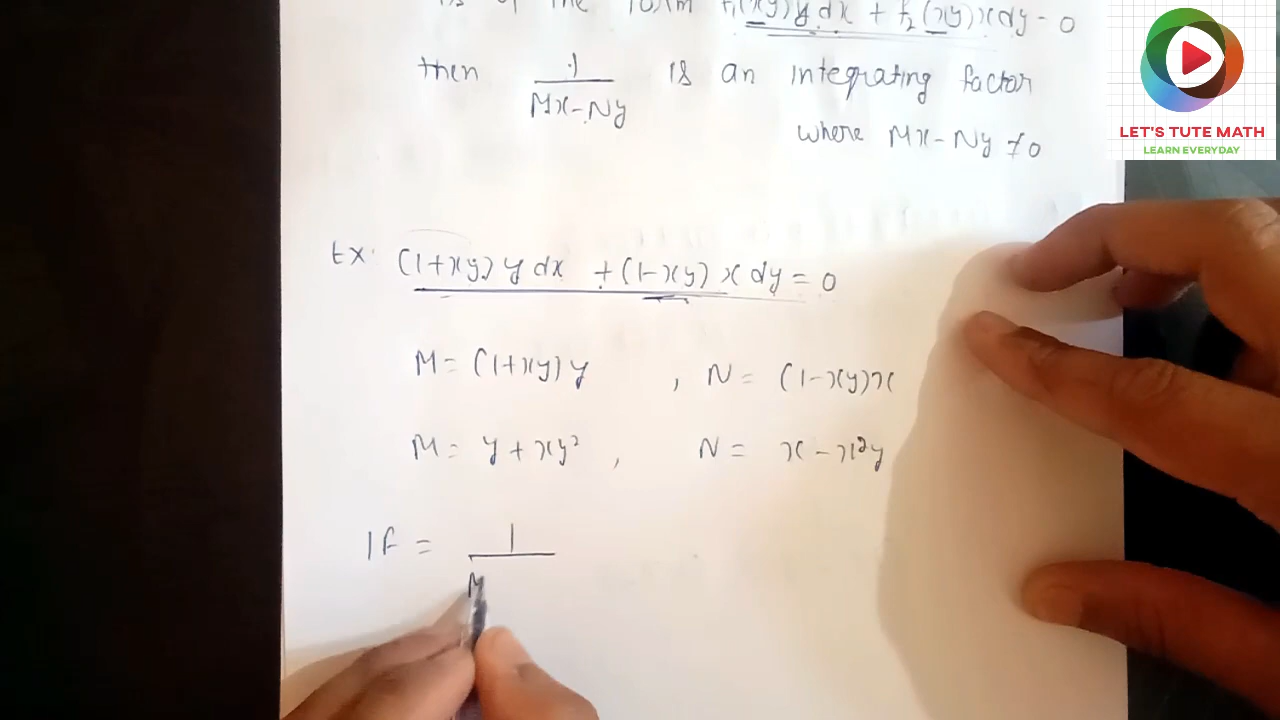 of the form f₁(xy) y dx + f₂(xy) x dy = 0
then 1/(Mx-Ny) is an integrating factor
where Mx-Ny ≠ 0
LET'S TUTE MATH
LEARN EVERYDAY
Ex. (1+xy) y dx + (1-xy) x dy = 0
M = (1+xy) y , N = (1-xy) x
M = y + xy² , N = x - x²y
IF = 1/M